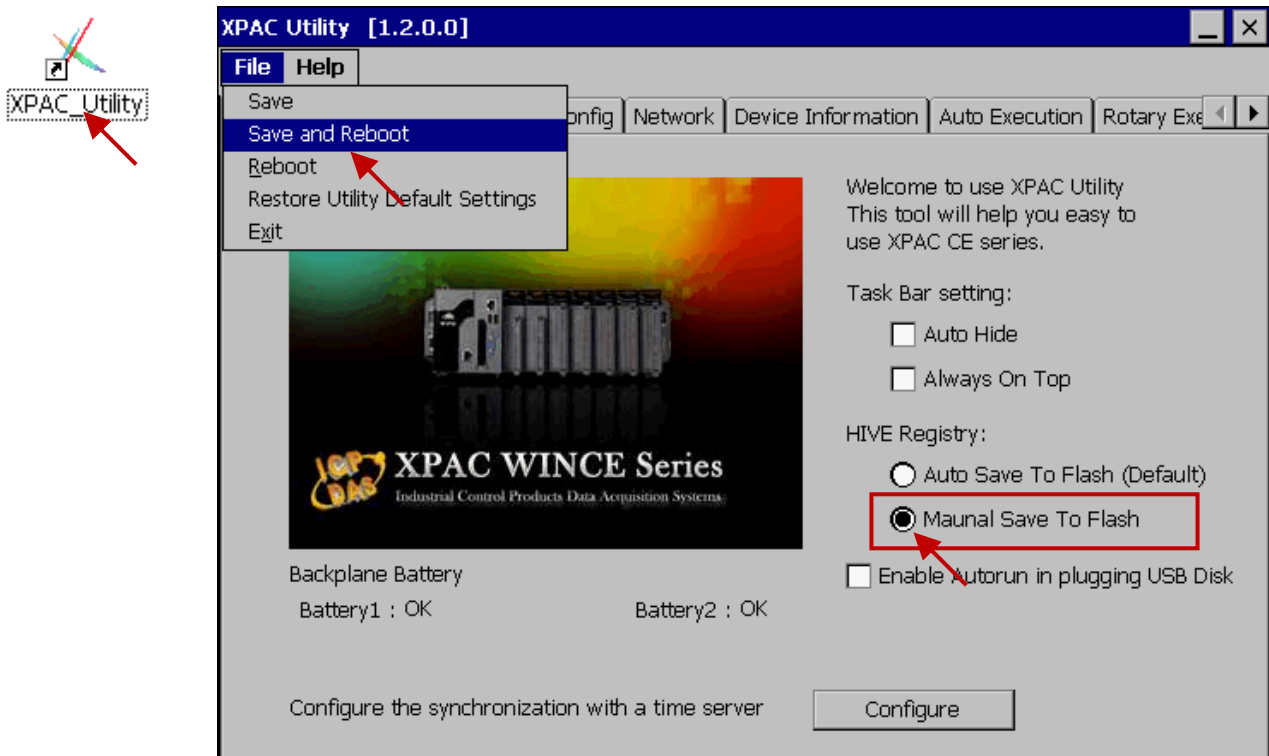 XPAC_Utility
XPAC Utility [1.2.0.0]
File Help
Save
Save and Reboot
Reboot
Restore Utility Default Settings
Exit
onfig Network Device Information Auto Execution Rotary Exe
Welcome to use XPAC Utility
This tool will help you easy to
use XPAC CE series.
Task Bar setting:
Auto Hide
Always On Top
HIVE Registry:
Auto Save To Flash (Default)
Maunal Save To Flash
Enable Autorun in plugging USB Disk
ICP DAS
XPAC WINCE Series
Industrial Control Products Data Acquisition Systems
Backplane Battery
Battery1 : OK Battery2 : OK
Configure the synchronization with a time server Configure